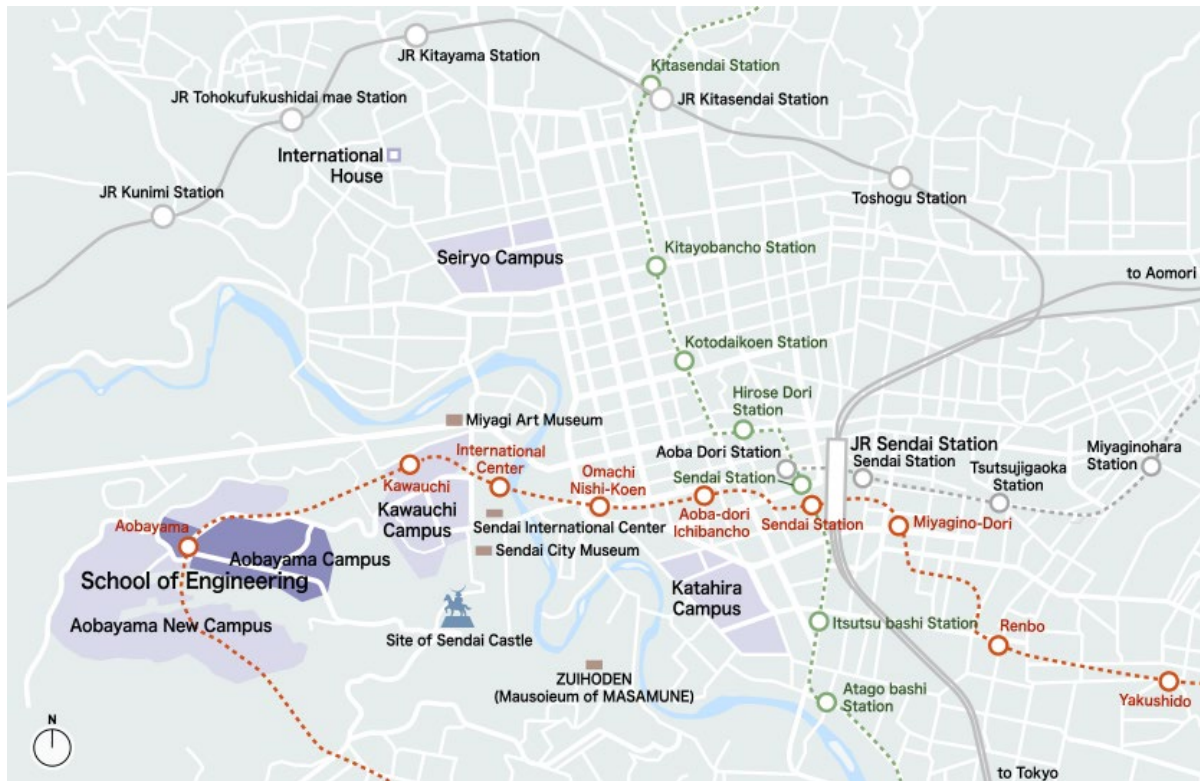 JR Kitayama Station
Kitasendai Station
JR Tohokufukushidai mae Station
JR Kitasendai Station
International
House
JR Kunimi Station
Toshogu Station
Seiryo Campus
Kitayobancho Station
to Aomori
Kotodaikoen Station
Hirose Dori
Station
Miyagi Art Museum
Aoba Dori Station
JR Sendai Station
Sendai Station
Miyaginohara
Station
International
Center
Omachi
Nishi-Koen
Sendai Station
Tsutsujigaoka
Station
Kawauchi
Kawauchi
Campus
Sendai International Center
Aoba-dori
Ichibancho
Sendai Station
Miyagino-Dori
Aobayama
Aobayama Campus
Sendai City Museum
School of Engineering
Katahira
Campus
Aobayama New Campus
Site of Sendai Castle
Itsutsu bashi Station
Renbo
ZUIHODEN
(Mausoieum of MASAMUNE)
Atago bashi
Station
Yakushido
N
to Tokyo